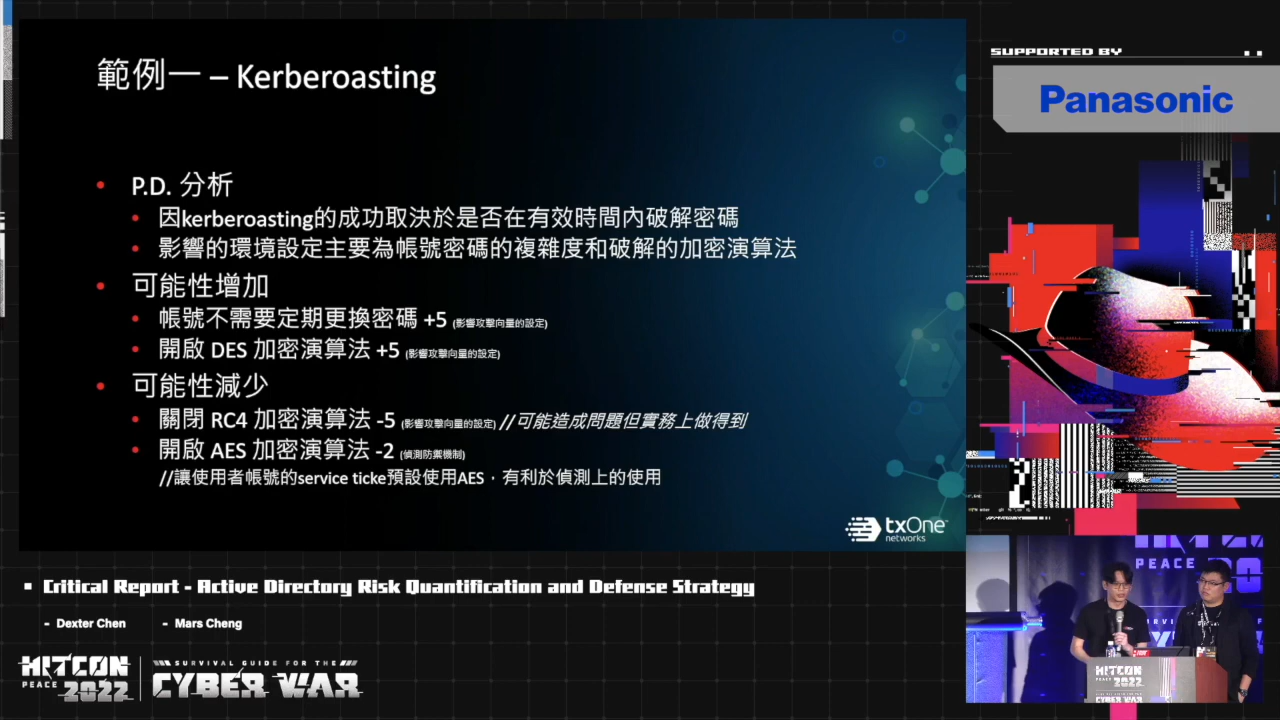 範例一 – Kerberoasting
P.D. 分析
因kerberoasting的成功取決於是否在有效時間內破解密碼
影響的環境設定主要為帳號密碼的複雜度和破解的加密演算法
可能性增加
帳號不需要定期更換密碼 +5 (影響攻擊向量的設定)
開啟 DES 加密演算法 +5 (影響攻擊向量的設定)
可能性減少
關閉 RC4 加密演算法 -5 (影響攻擊向量的設定) //可能造成問題但實務上做得到
開啟 AES 加密演算法 -2 (偵測防禦機制)
//讓使用者帳號的service ticke預設使用AES，有利於偵測上的使用
txOne
networks
SUPPORTED BY
Panasonic
Critical Report - Active Directory Risk Quantification and Defense Strategy
- Dexter Chen - Mars Cheng
HITCON
PEACE 2022
SURVIVAL GUIDE FOR THE
CYBER WAR
PEACE
HITCON
PEACE 2022